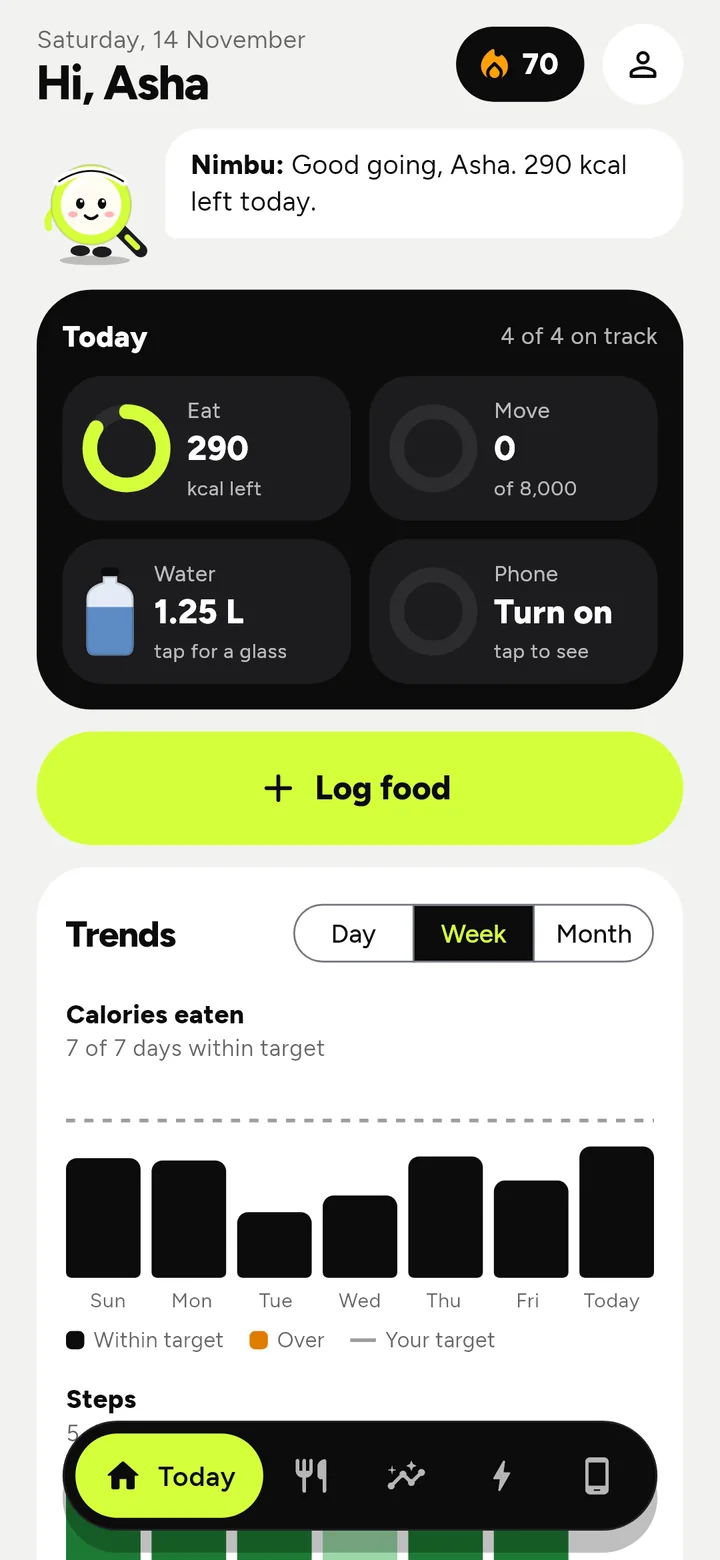 Saturday, 14 November
Hi, Asha
70
Nimbu: Good going, Asha. 290 kcal
left today.
Today
4 of 4 on track
Eat
290
kcal left
Move
0
of 8,000
Water
1.25 L
tap for a glass
Phone
Turn on
tap to see
Log food
Trends
Day
Week
Month
Calories eaten
7 of 7 days within target
Sun
Mon
Tue
Wed
Thu
Fri
Today
Within target
Over
Your target
Steps
5
Today